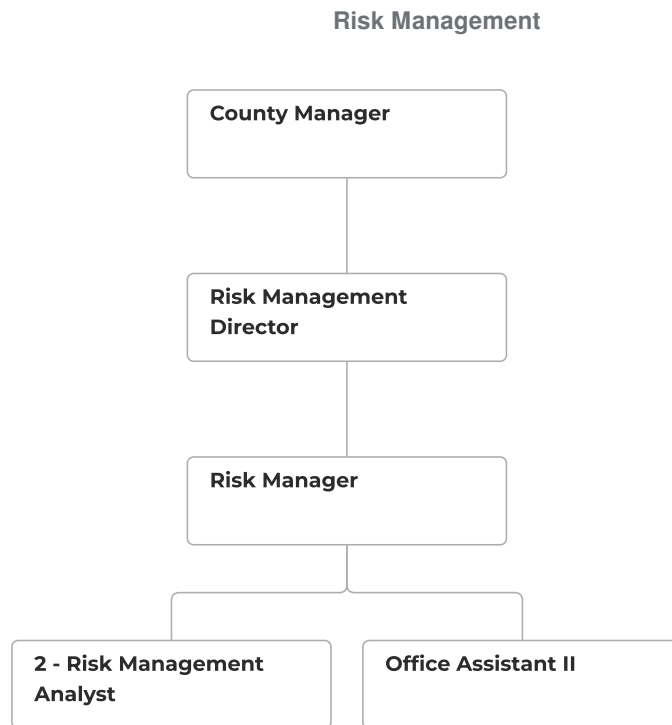 Risk Management
County Manager
Risk Management
Director
Risk Manager
2 - Risk Management
Analyst
Office Assistant II